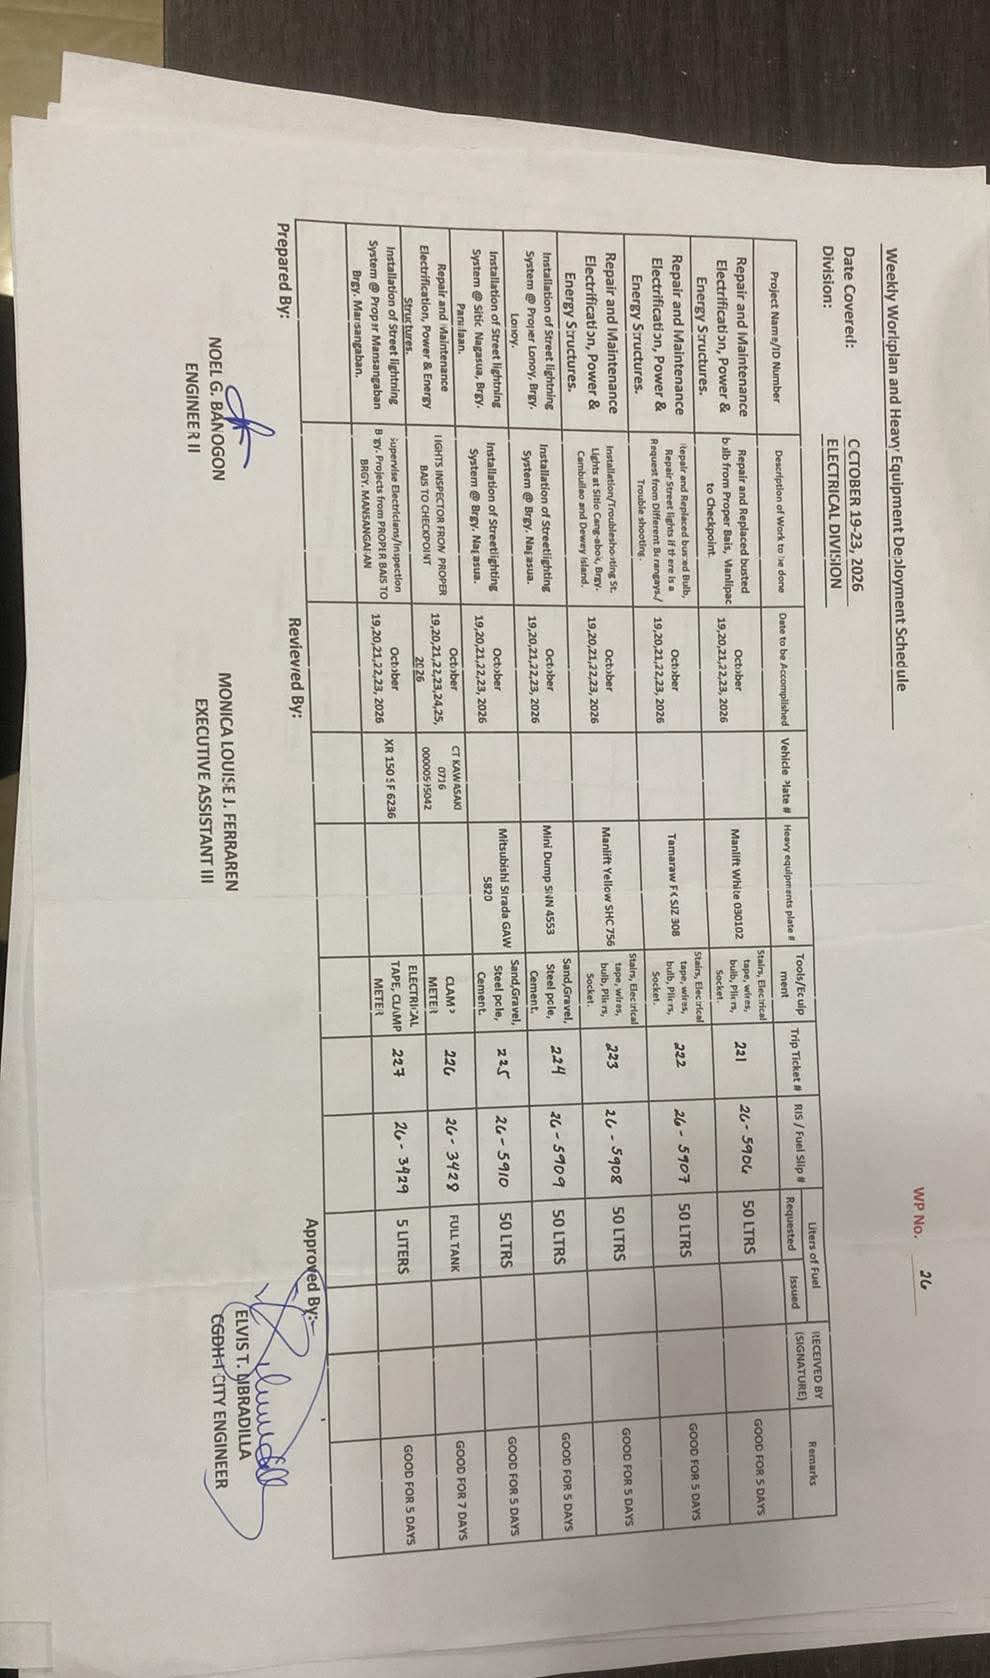 Weekly Workplan and Heavy Equipment Deployment Schedule
WP No. 26
Date Covered: OCTOBER 19-23, 2026
Division: ELECTRICAL DIVISION
Project Name/ID Number | Description of Work to be done | Date to be Accomplished | Vehicle Plate # | Heavy equipments plate # | Tools/Equipment | Trip Ticket # | RIS / Fuel Slip # | Liters of Fuel Requested | Issued | RECEIVED BY (SIGNATURE) | Remarks
Repair and Maintenance Electrification, Power & Energy Structures. | Repair and Replaced busted bulb from Proper Bais, Manlipac to Checkpoint. | October 19,20,21,22,23, 2026 | | Manlift White 030102 | Stairs, Electrical tape, wires, bulb, Pliers, Socket. | 221 | 26-5906 | 50 LTRS | | | GOOD FOR 5 DAYS
Repair and Maintenance Electrification, Power & Energy Structures. | Repair and Replaced busted Bulb, Repair Street lights if there is a Request from Different Barangays/ Trouble shooting. | October 19,20,21,22,23, 2026 | | Tamaraw FX SJZ 308 | Stairs, Electrical tape, wires, bulb, Pliers, Socket. | 222 | 26-5907 | 50 LTRS | | | GOOD FOR 5 DAYS
Repair and Maintenance Electrification, Power & Energy Structures. | Installation/Troubleshooting St. Lights at Sitio Cang-abok, Brgy. Cambuilao and Dewey Island. | October 19,20,21,22,23, 2026 | | Manlift Yellow SHC 756 | Stairs, Electrical tape, wires, bulb, Pliers, Socket. | 223 | 26-5908 | 50 LTRS | | | GOOD FOR 5 DAYS
Installation of Street lightning System @ Proper Lonoy, Brgy. Lonoy. | Installation of Streetlighting System @ Brgy. Nagasua. | October 19,20,21,22,23, 2026 | | Mini Dump SNN 4553 | Sand,Gravel, Steel pole, Cement. | 224 | 26-5909 | 50 LTRS | | | GOOD FOR 5 DAYS
Installation of Street lightning System @ Sitio Nagasua, Brgy. Panalaan. | Installation of Streetlighting System @ Brgy. Nagasua. | October 19,20,21,22,23, 2026 | | Mitsubishi Strada GAW 5820 | Sand,Gravel, Steel pole, Cement. | 225 | 26-5910 | 50 LTRS | | | GOOD FOR 5 DAYS
Repair and Maintenance Electrification, Power & Energy Structures. | LIGHTS INSPECTOR FROM PROPER BAIS TO CHECKPOINT | October 19,20,21,22,23,24,25, 2026 | CT KAWASAKI 0716 | | CLAMP METER | 226 | 26-3428 | FULL TANK | | | GOOD FOR 7 DAYS
Installation of Street lightning System @ Proper Mansangaban Brgy. Mansangaban. | Supervise Electricians/Inspection Brgy. Projects from PROPER BAIS TO BRGY. MANSANGABAN | October 19,20,21,22,23, 2026 | XR 150 SF 6236 | | ELECTRICAL TAPE, CLAMP METER | 227 | 26-3429 | 5 LITERS | | | GOOD FOR 5 DAYS
Prepared By: Revieved By: Approved By:
NOEL G. BANOGON MONICA LOUISE J. FERRAREN ELVIS T. LIBRADILLA
ENGINEER II EXECUTIVE ASSISTANT III CGDH-I CITY ENGINEER